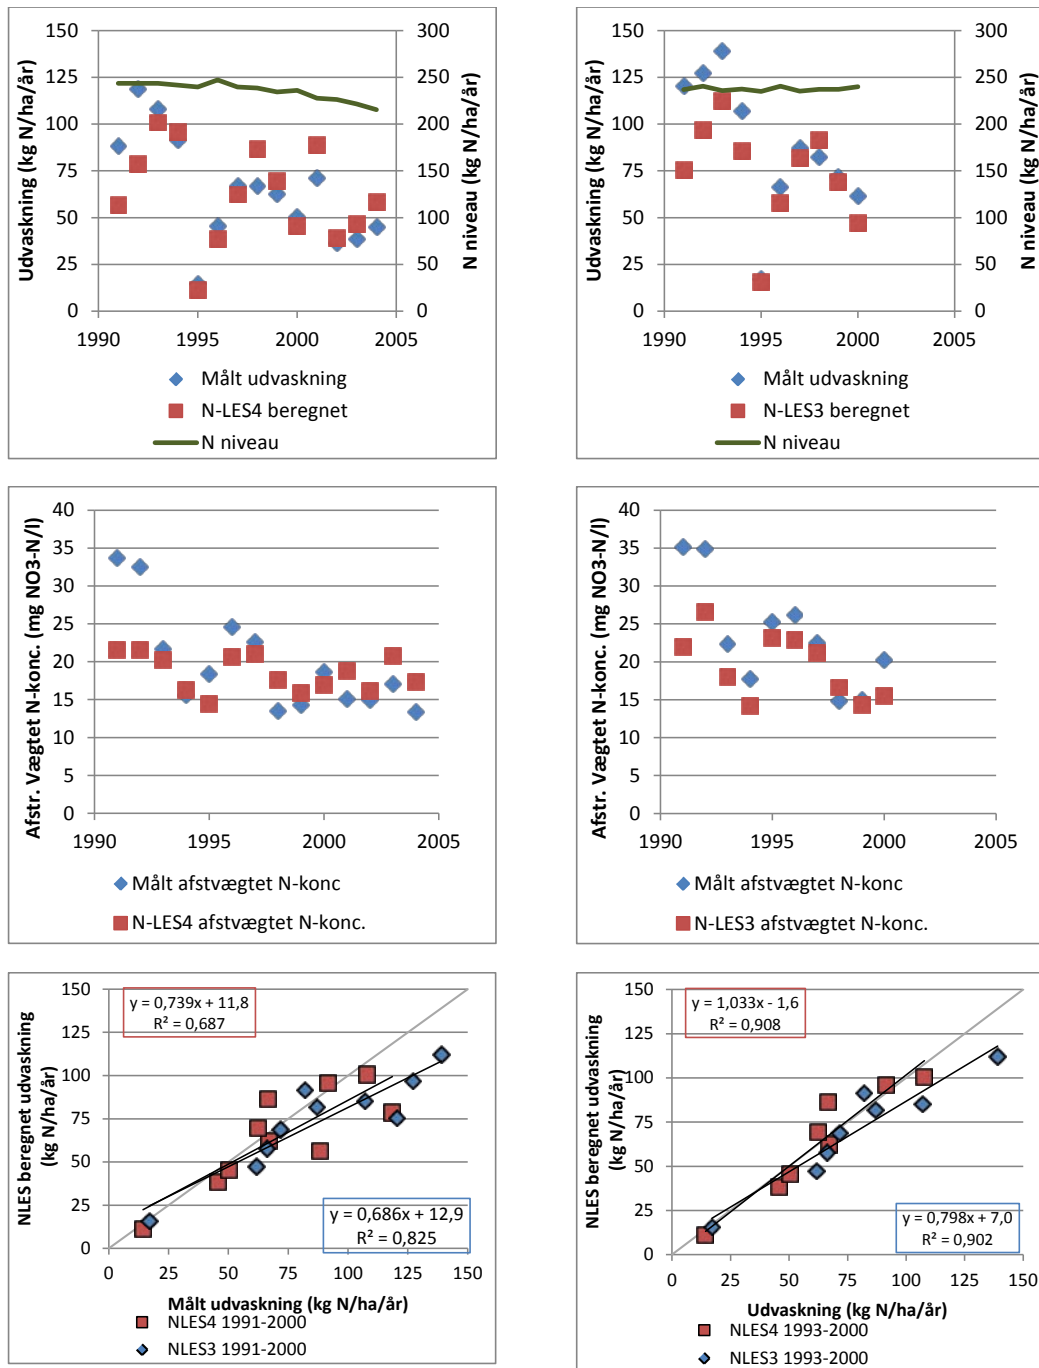 150
125
100
75
50
25
0
300
250
200
150
100
50
0
1990
1995
2000
2005
Udvaskning (kg N/ha/år)
N niveau (kg N/ha/år)
Målt udvaskning
N-LES4 beregnet
N niveau
150
125
100
75
50
25
0
300
250
200
150
100
50
0
1990
1995
2000
2005
Udvaskning (kg N/ha/år)
N niveau (kg N/ha/år)
Målt udvaskning
N-LES3 beregnet
N niveau
40
35
30
25
20
15
10
5
0
1990
1995
2000
2005
Afstr. Vægtet N-konc. (mg NO3-N/l)
Målt afstvægtet N-konc
N-LES4 afstvægtet N-konc.
40
35
30
25
20
15
10
5
0
1990
1995
2000
2005
Afstr. Vægtet N-konc. (mg NO3-N/l)
Målt afstvægtet N-konc
N-LES3 afstvægtet N-konc.
150
125
100
75
50
25
0
y = 0,739x + 11,8
R² = 0,687
y = 0,686x + 12,9
R² = 0,825
0
25
50
75
100
125
150
NLES beregnet udvaskning
(kg N/ha/år)
Målt udvaskning (kg N/ha/år)
NLES4 1991-2000
NLES3 1991-2000
150
125
100
75
50
25
0
y = 1,033x - 1,6
R² = 0,908
y = 0,798x + 7,0
R² = 0,902
0
25
50
75
100
125
150
NLES beregnet udvaskning
(kg N/ha/år)
Udvaskning (kg N/ha/år)
NLES4 1993-2000
NLES3 1993-2000